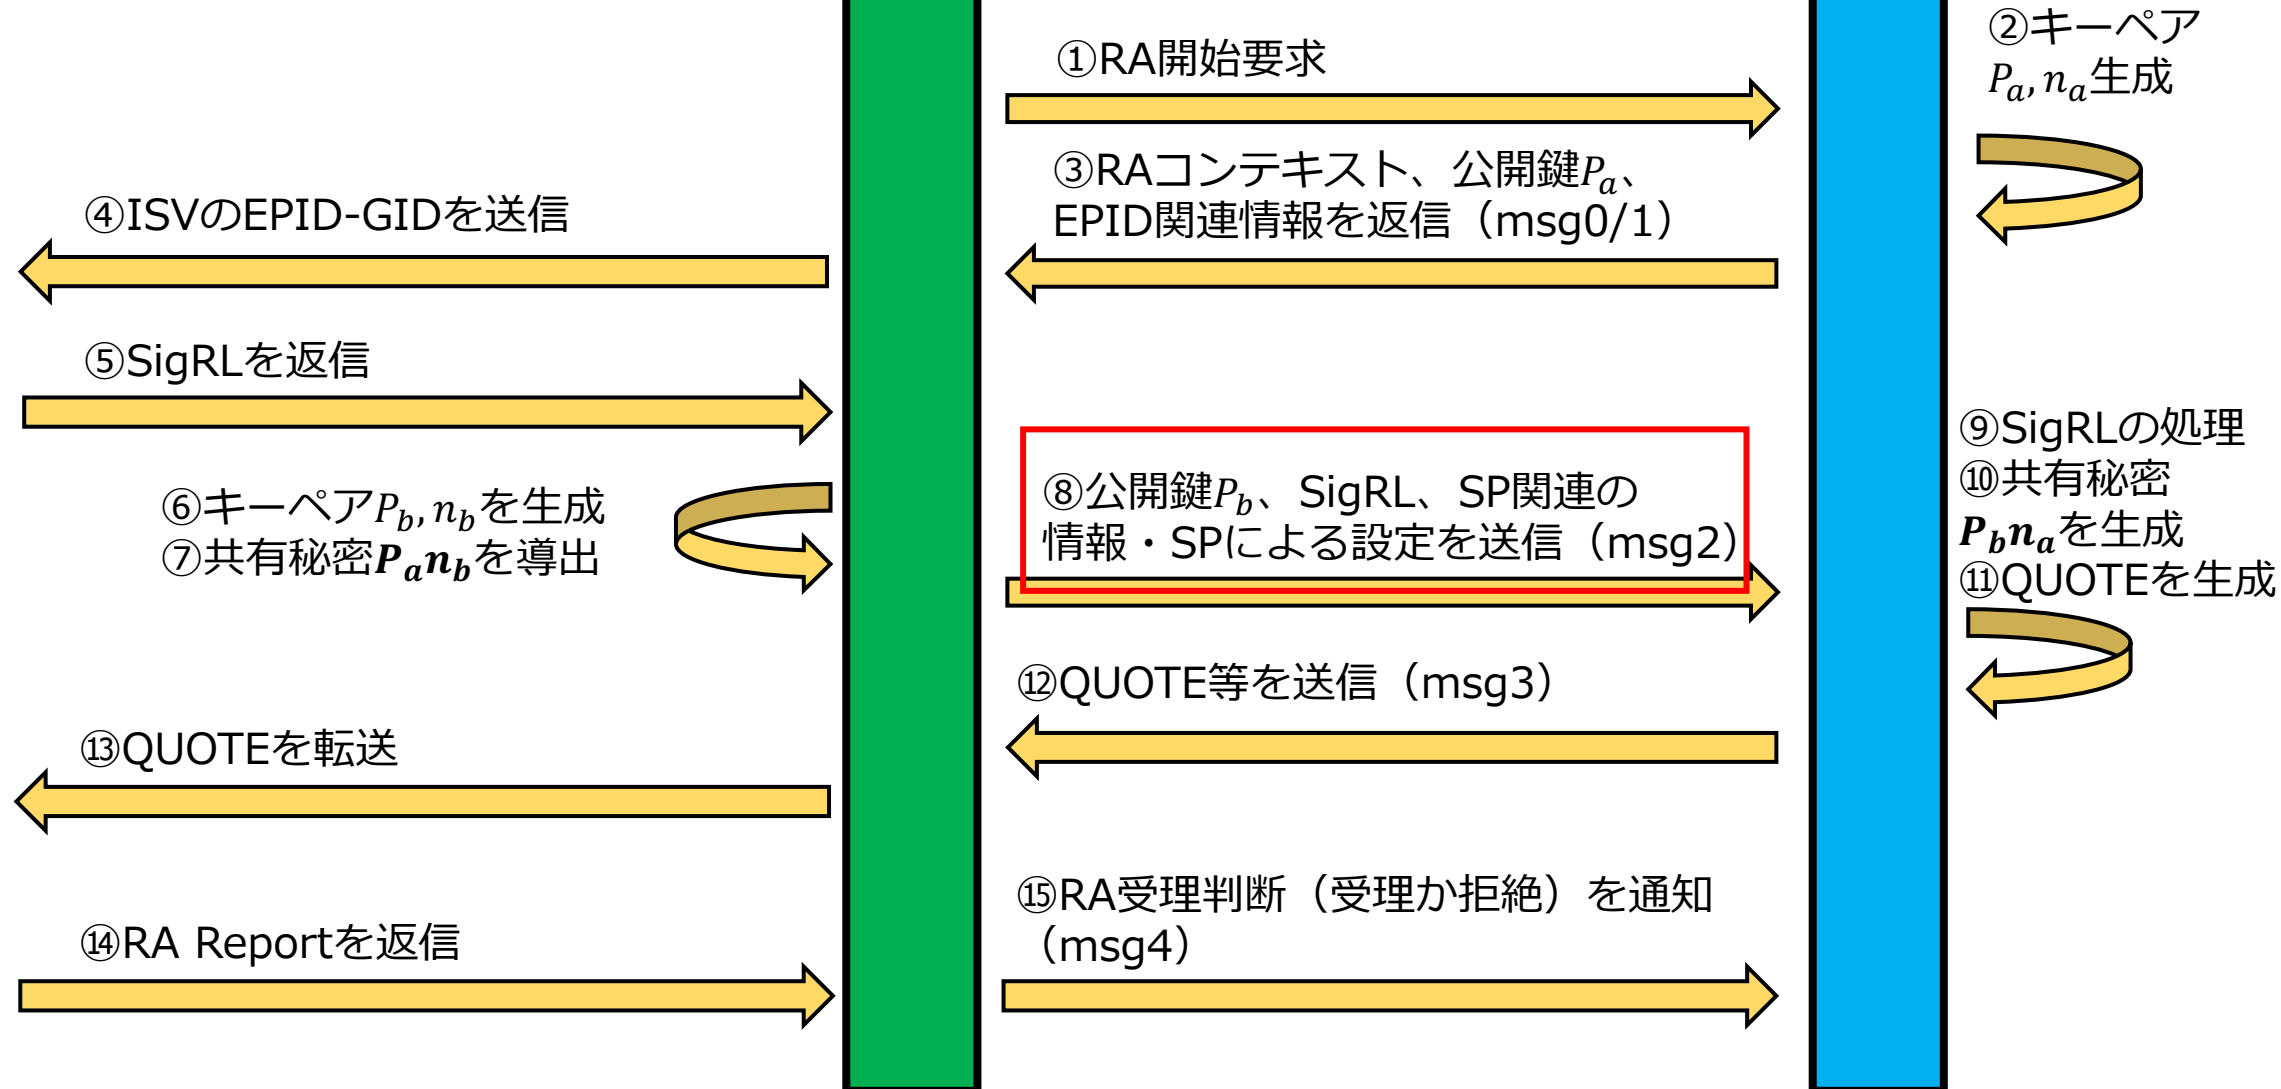 ①RA開始要求
②キーペア
P_a, n_a生成
③RAコンテキスト、公開鍵P_a、
EPID関連情報を返信（msg0/1）
④ISVのEPID-GIDを送信
⑤SigRLを返信
⑥キーペアP_b, n_bを生成
⑦共有秘密P_a n_bを導出
⑧公開鍵P_b、SigRL、SP関連の
情報・SPによる設定を送信（msg2）
⑨SigRLの処理
⑩共有秘密
P_b n_aを生成
⑪QUOTEを生成
⑫QUOTE等を送信（msg3）
⑬QUOTEを転送
⑭RA Reportを返信
⑮RA受理判断（受理か拒絶）を通知
（msg4）